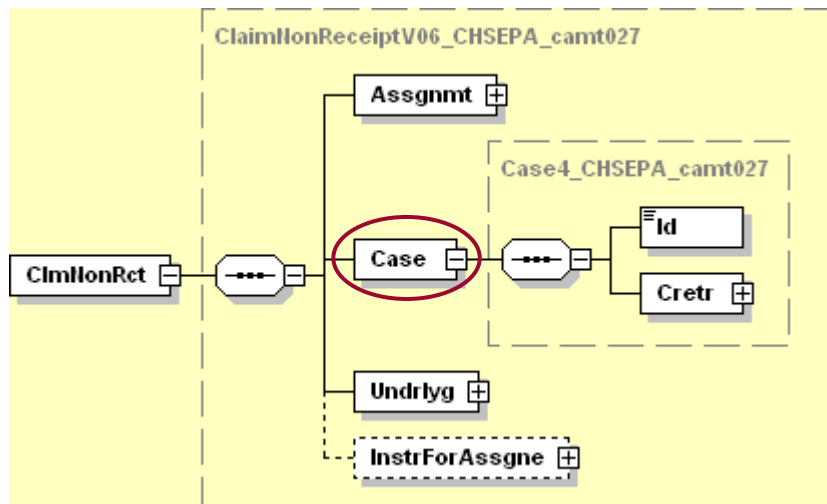 ClaimNonReceiptV06_CHSEPA_camt027
Assgnmt
Case4_CHSEPA_camt027
Id
ClmNonRct
Case
Cretr
Undrlyg
InstrForAssgne